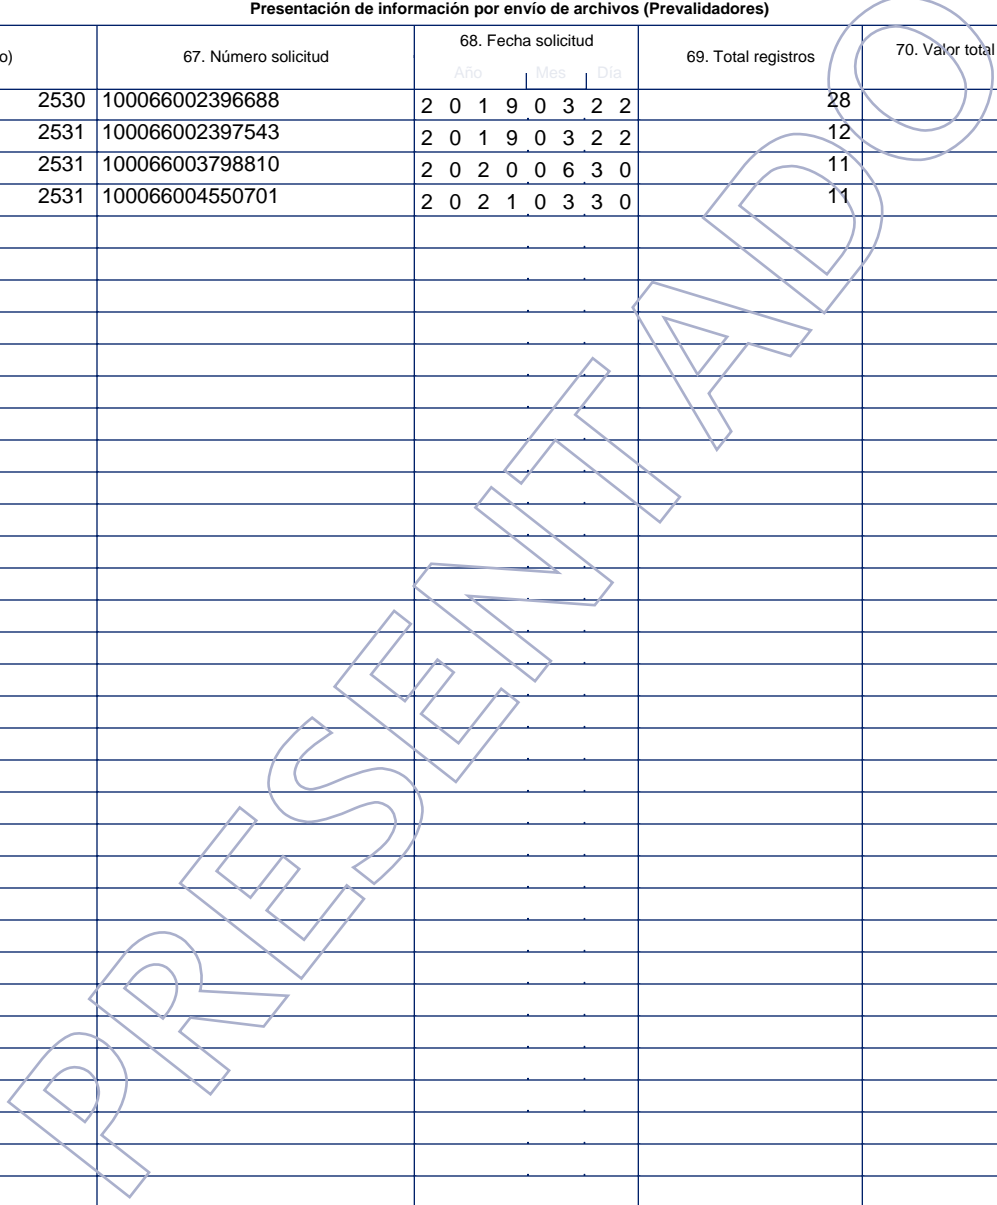 Presentación de información por envío de archivos (Prevalidadores)
o) 67. Número solicitud 68. Fecha solicitud 69. Total registros 70. Valor total
Año Mes Día
2530 100066002396688 2 0 1 9 0 3 2 2 28
2531 100066002397543 2 0 1 9 0 3 2 2 12
2531 100066003798810 2 0 2 0 0 6 3 0 11
2531 100066004550701 2 0 2 1 0 3 3 0 11
PRESENTADO